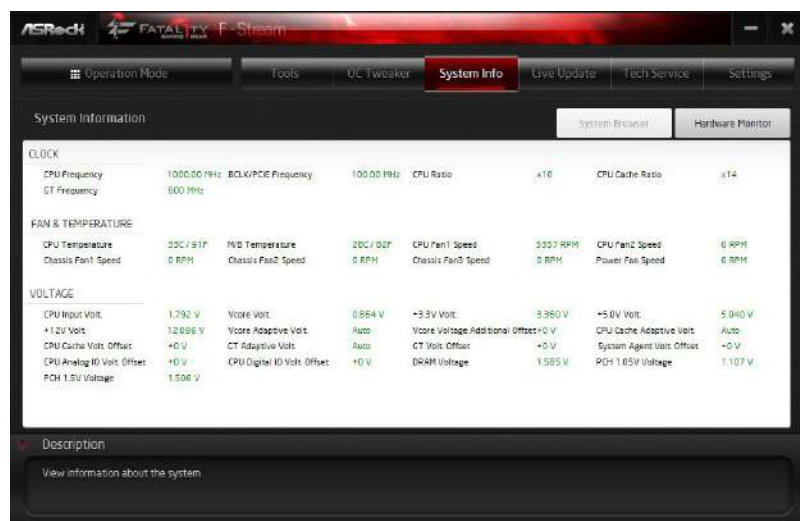 ASRock FATAL1TY F-Stream
Operation Mode Tools OC Tweaker System Info Live Update Tech Service Settings
System Information System Browser Hardware Monitor
CLOCK
CPU Frequency 1000.00 MHz BCLK/PCIE Frequency 100.00 MHz CPU Ratio x10 CPU Cache Ratio x14
GT Frequency 600 MHz
FAN & TEMPERATURE
CPU Temperature 33C / 91F M/B Temperature 28C / 82F CPU Fan1 Speed 5357 RPM CPU Fan2 Speed 0 RPM
Chassis Fan1 Speed 0 RPM Chassis Fan2 Speed 0 RPM Chassis Fan3 Speed 0 RPM Power Fan Speed 0 RPM
VOLTAGE
CPU Input Volt. 1.792 V Vcore Volt. 0.864 V +3.3V Volt. 3.360 V +5.0V Volt. 5.040 V
+12V Volt. 12.096 V Vcore Adaptive Volt. Auto Vcore Voltage Additional Offset +0 V CPU Cache Adaptive Volt. Auto
CPU Cache Volt. Offset +0 V GT Adaptive Volt. Auto GT Volt. Offset +0 V System Agent Volt. Offset +0 V
CPU Analog IO Volt. Offset +0 V CPU Digital IO Volt. Offset +0 V DRAM Voltage 1.585 V PCH 1.05V Voltage 1.107 V
PCH 1.5V Voltage 1.506 V
Description
View information about the system